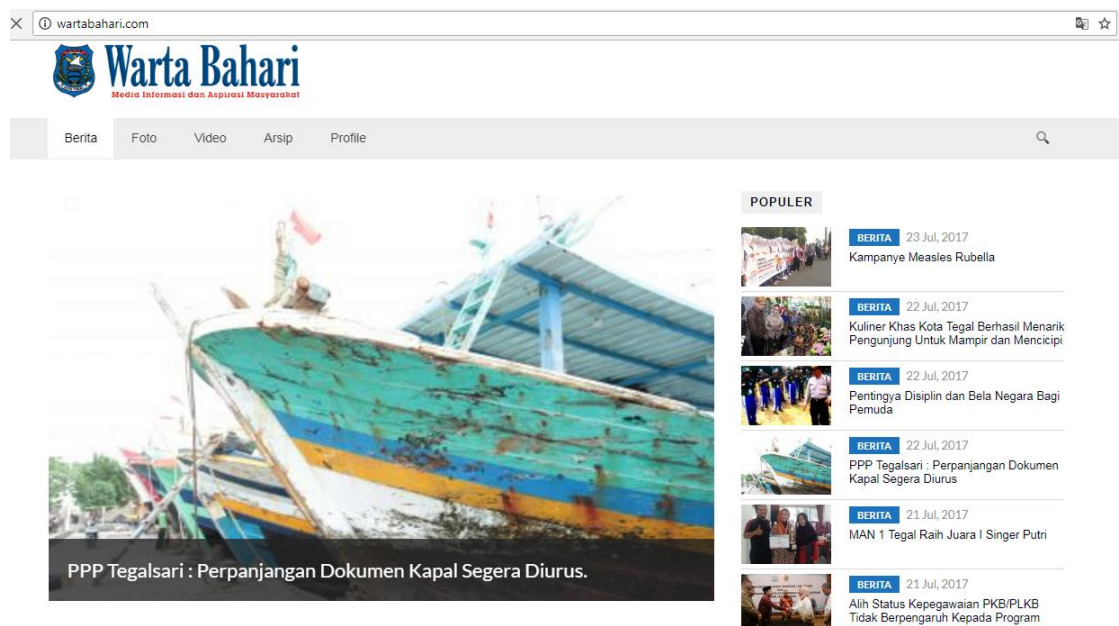 wartabahari.com
Warta Bahari
Media Informasi dan Aspirasi Masyarakat
Berita Foto Video Arsip Profile
PPP Tegalsari : Perpanjangan Dokumen Kapal Segera Diurus.
POPULER
BERITA 23 Jul, 2017
Kampanye Measles Rubella
BERITA 22 Jul, 2017
Kuliner Khas Kota Tegal Berhasil Menarik
Pengunjung Untuk Mampir dan Mencicipi
BERITA 22 Jul, 2017
Pentingya Disiplin dan Bela Negara Bagi
Pemuda
BERITA 22 Jul, 2017
PPP Tegalsari : Perpanjangan Dokumen
Kapal Segera Diurus
BERITA 21 Jul, 2017
MAN 1 Tegal Raih Juara I Singer Putri
BERITA 21 Jul, 2017
Alih Status Kepegawaian PKB/PLKB
Tidak Berpengaruh Kepada Program